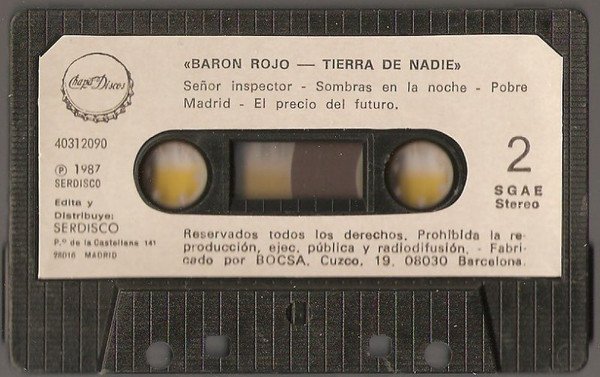 «BARON ROJO — TIERRA DE NADIE»
Señor inspector - Sombras en la noche - Pobre
Madrid - El precio del futuro.
Chapa Discos
40312090
Ⓟ 1987
SERDISCO
Edita y
Distribuye:
SERDISCO
P.º de la Castellana 141
28016 MADRID
2
SGAE
Stereo
Reservados todos los derechos. Prohibida la re-
producción, ejec. pública y radiodifusión. - Fabri-
cado por BOCSA. Cuzco, 19. 08030 Barcelona.